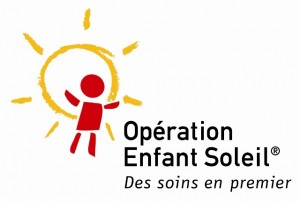 Opération
Enfant Soleil®
Des soins en premier